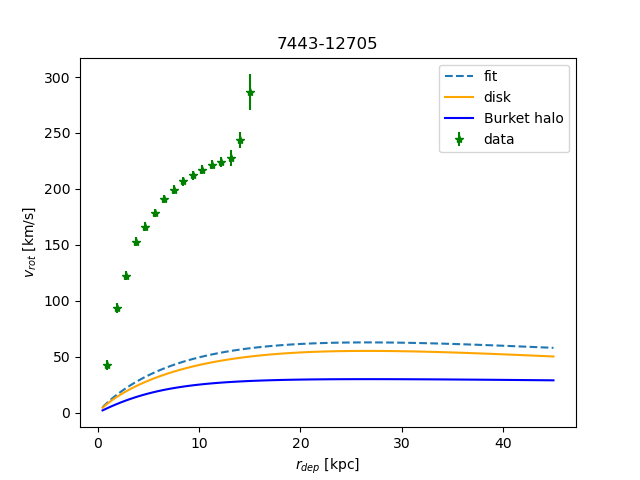 7443-12705
300
250
200
150
100
50
0
v_rot [km/s]
0 10 20 30 40
r_dep [kpc]
fit
disk
Burket halo
data